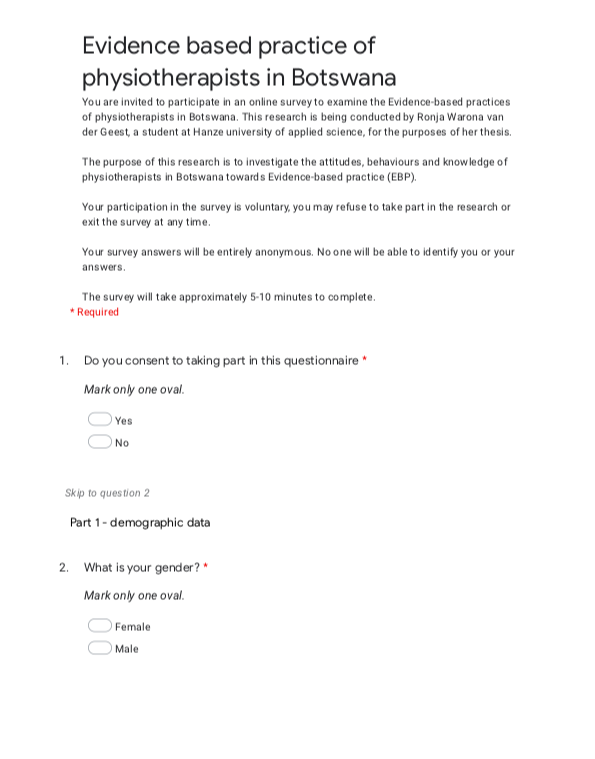 Evidence based practice of
physiotherapists in Botswana
You are invited to participate in an online survey to examine the Evidence-based practices
of physiotherapists in Botswana. This research is being conducted by Ronja Warona van
der Geest, a student at Hanze university of applied science, for the purposes of her thesis.
The purpose of this research is to investigate the attitudes, behaviours and knowledge of
physiotherapists in Botswana towards Evidence-based practice (EBP).
Your participation in the survey is voluntary, you may refuse to take part in the research or
exit the survey at any time.
Your survey answers will be entirely anonymous. No one will be able to identify you or your
answers.
The survey will take approximately 5-10 minutes to complete.
* Required
1. Do you consent to taking part in this questionnaire *
Mark only one oval.
Yes
No
Skip to question 2
Part 1 - demographic data
2. What is your gender? *
Mark only one oval.
Female
Male